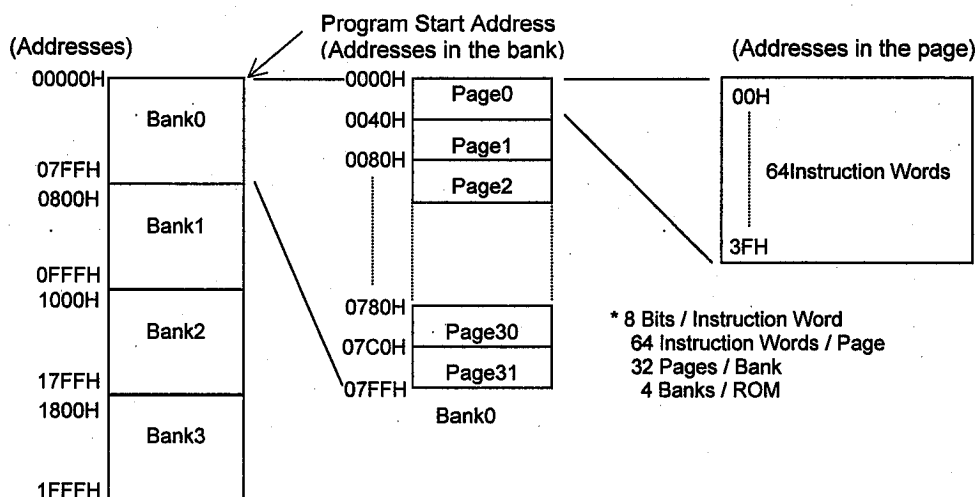 Program Start Address
(Addresses)
(Addresses in the bank)
(Addresses in the page)
00000H
Bank0
07FFH
0800H
Bank1
0FFFH
1000H
Bank2
17FFH
1800H
Bank3
1FFFH
0000H
Page0
0040H
Page1
0080H
Page2
0780H
Page30
07C0H
Page31
07FFH
Bank0
00H
64Instruction Words
3FH
* 8 Bits / Instruction Word
64 Instruction Words / Page
32 Pages / Bank
4 Banks / ROM